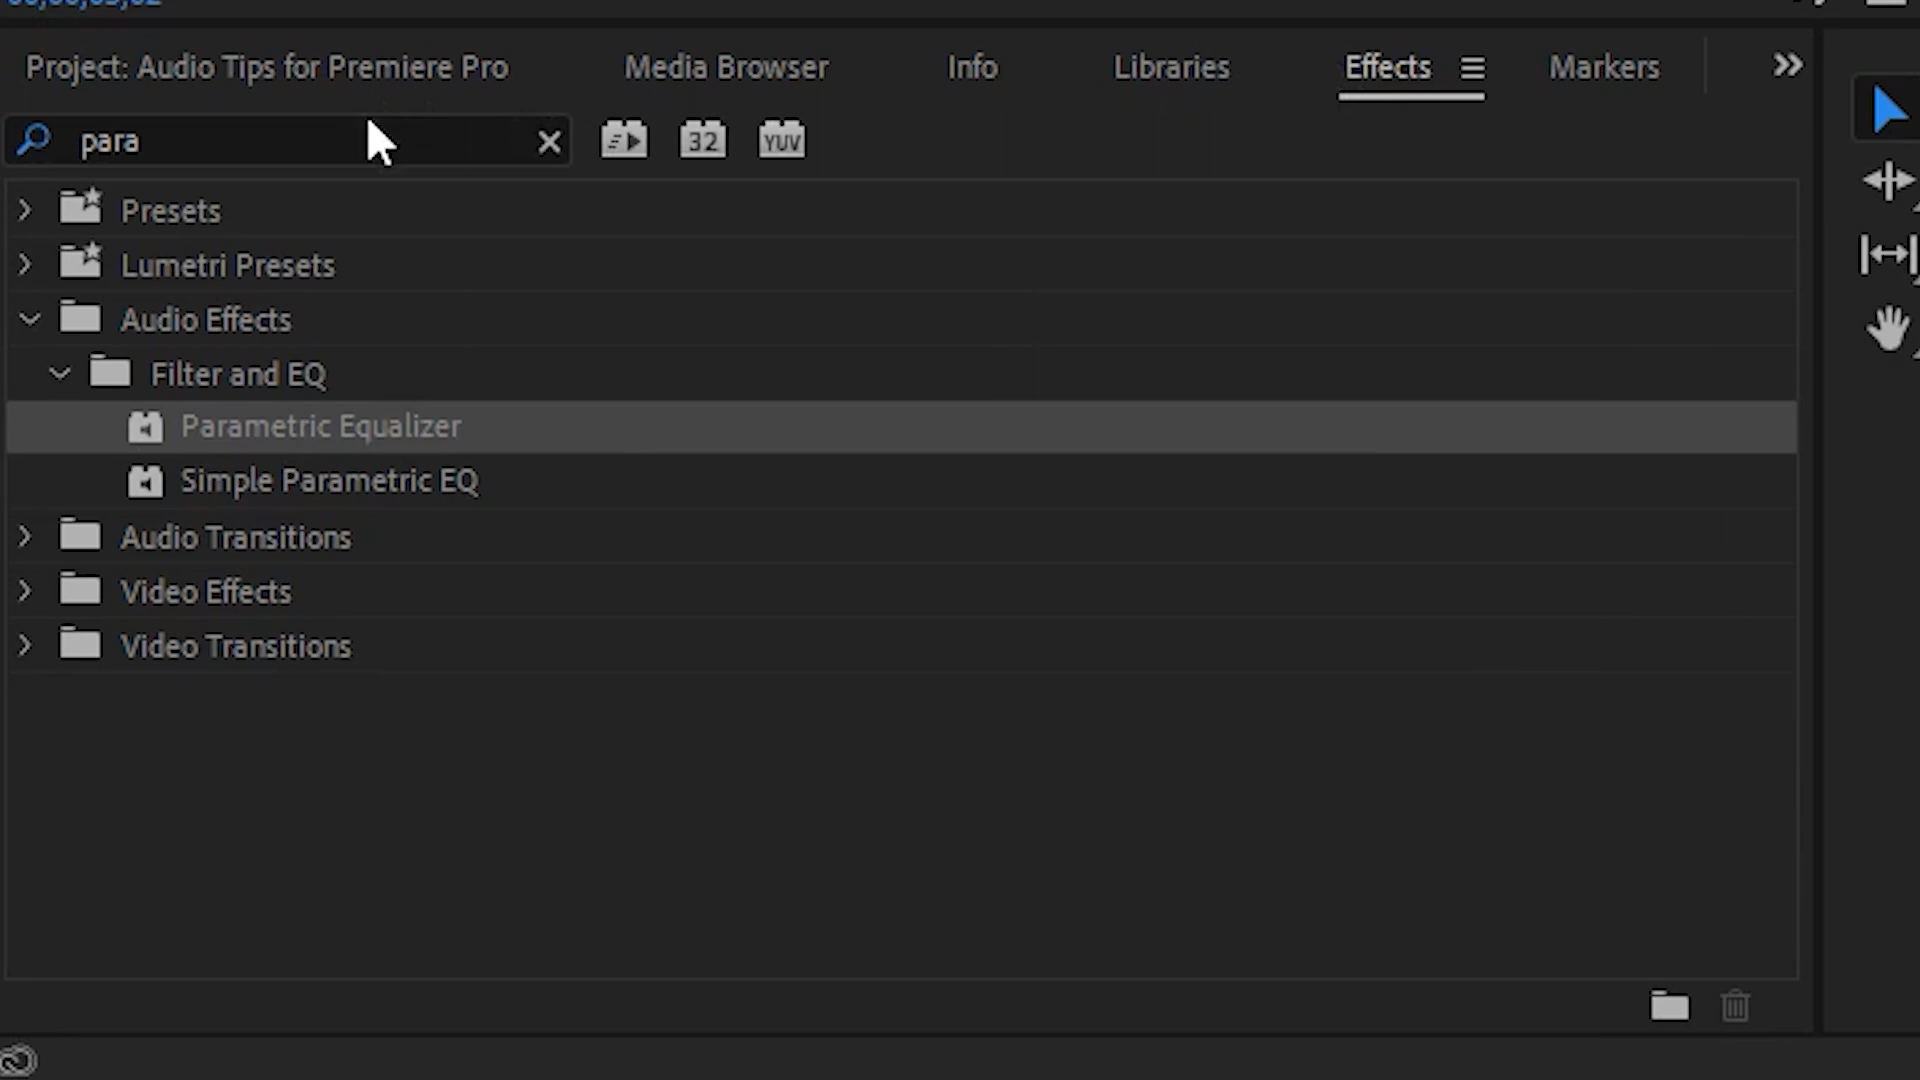 Project: Audio Tips for Premiere Pro Media Browser Info Libraries Effects Markers
para 32 YUV
Presets
Lumetri Presets
Audio Effects
Filter and EQ
Parametric Equalizer
Simple Parametric EQ
Audio Transitions
Video Effects
Video Transitions